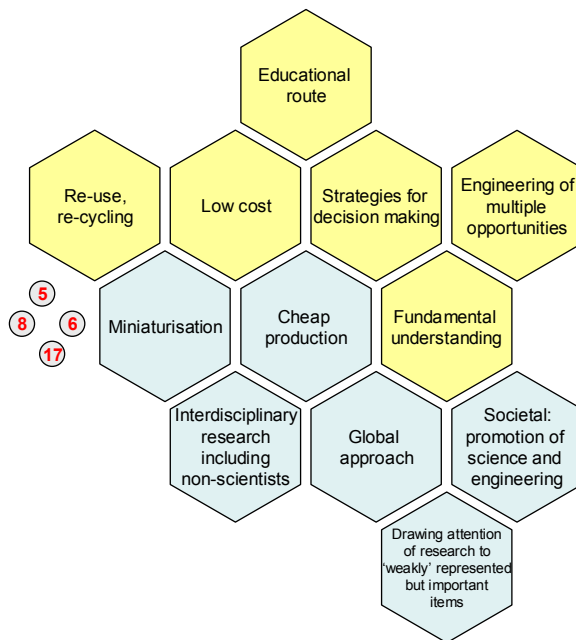 Educational
route
Re-use,
re-cycling
Low cost
Strategies for
decision making
Engineering of
multiple
opportunities
5
8
6
17
Miniaturisation
Cheap
production
Fundamental
understanding
Interdisciplinary
research
including
non-scientists
Global
approach
Societal:
promotion of
science and
engineering
Drawing attention
of research to
‘weakly’ represented
but important
items